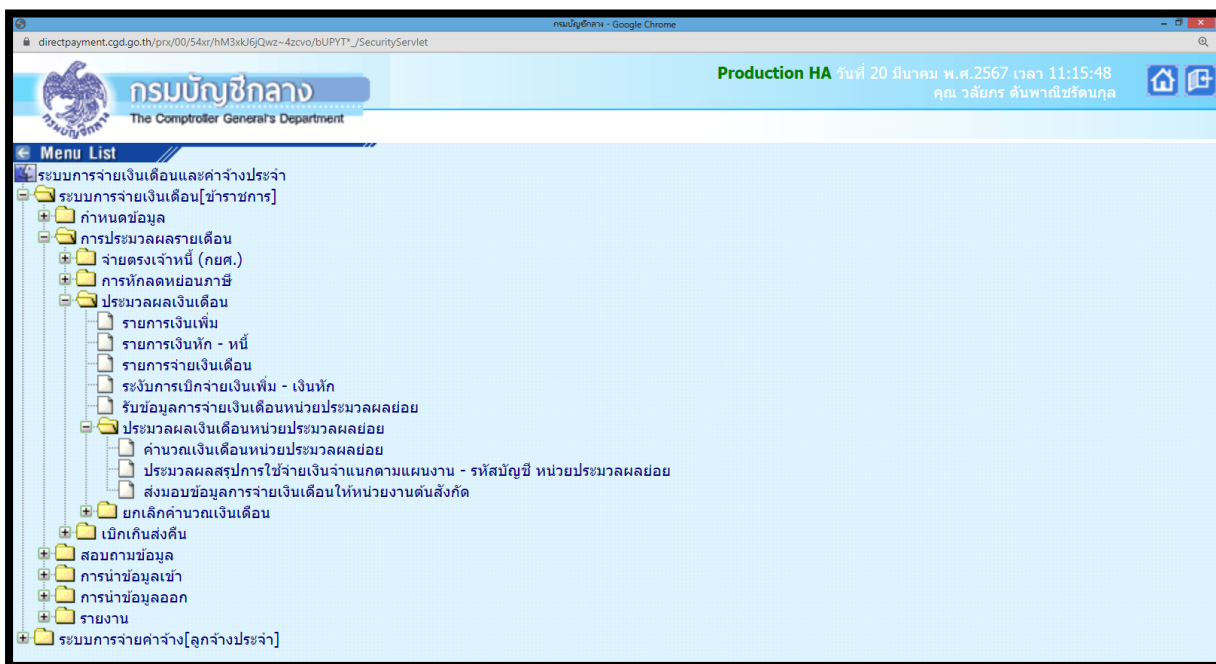 กรมบัญชีกลาง - Google Chrome
directpayment.cgd.go.th/prx/00/54xr/hM3xkJ6jQwz~4zcvo/bUPYT*_/SecurityServlet
กรมบัญชีกลาง
กรมบัญชีกลาง
The Comptroller General's Department
Production HA วันที่ 20 มีนาคม พ.ศ.2567 เวลา 11:15:48
คุณ วลัยกร ตันพาณิชรัตนกุล
Menu List
ระบบการจ่ายเงินเดือนและค่าจ้างประจำ
ระบบการจ่ายเงินเดือน[ข้าราชการ]
กำหนดข้อมูล
การประมวลผลรายเดือน
จ่ายตรงเจ้าหนี้ (กยศ.)
การหักลดหย่อนภาษี
ประมวลผลเงินเดือน
รายการเงินเพิ่ม
รายการเงินหัก - หนี้
รายการจ่ายเงินเดือน
ระงับการเบิกจ่ายเงินเพิ่ม - เงินหัก
รับข้อมูลการจ่ายเงินเดือนหน่วยประมวลผลย่อย
ประมวลผลเงินเดือนหน่วยประมวลผลย่อย
คำนวณเงินเดือนหน่วยประมวลผลย่อย
ประมวลผลสรุปการใช้จ่ายเงินจำแนกตามแผนงาน - รหัสบัญชี หน่วยประมวลผลย่อย
ส่งมอบข้อมูลการจ่ายเงินเดือนให้หน่วยงานต้นสังกัด
ยกเลิกคำนวณเงินเดือน
เบิกเกินส่งคืน
สอบถามข้อมูล
การนำข้อมูลเข้า
การนำข้อมูลออก
รายงาน
ระบบการจ่ายค่าจ้าง[ลูกจ้างประจำ]